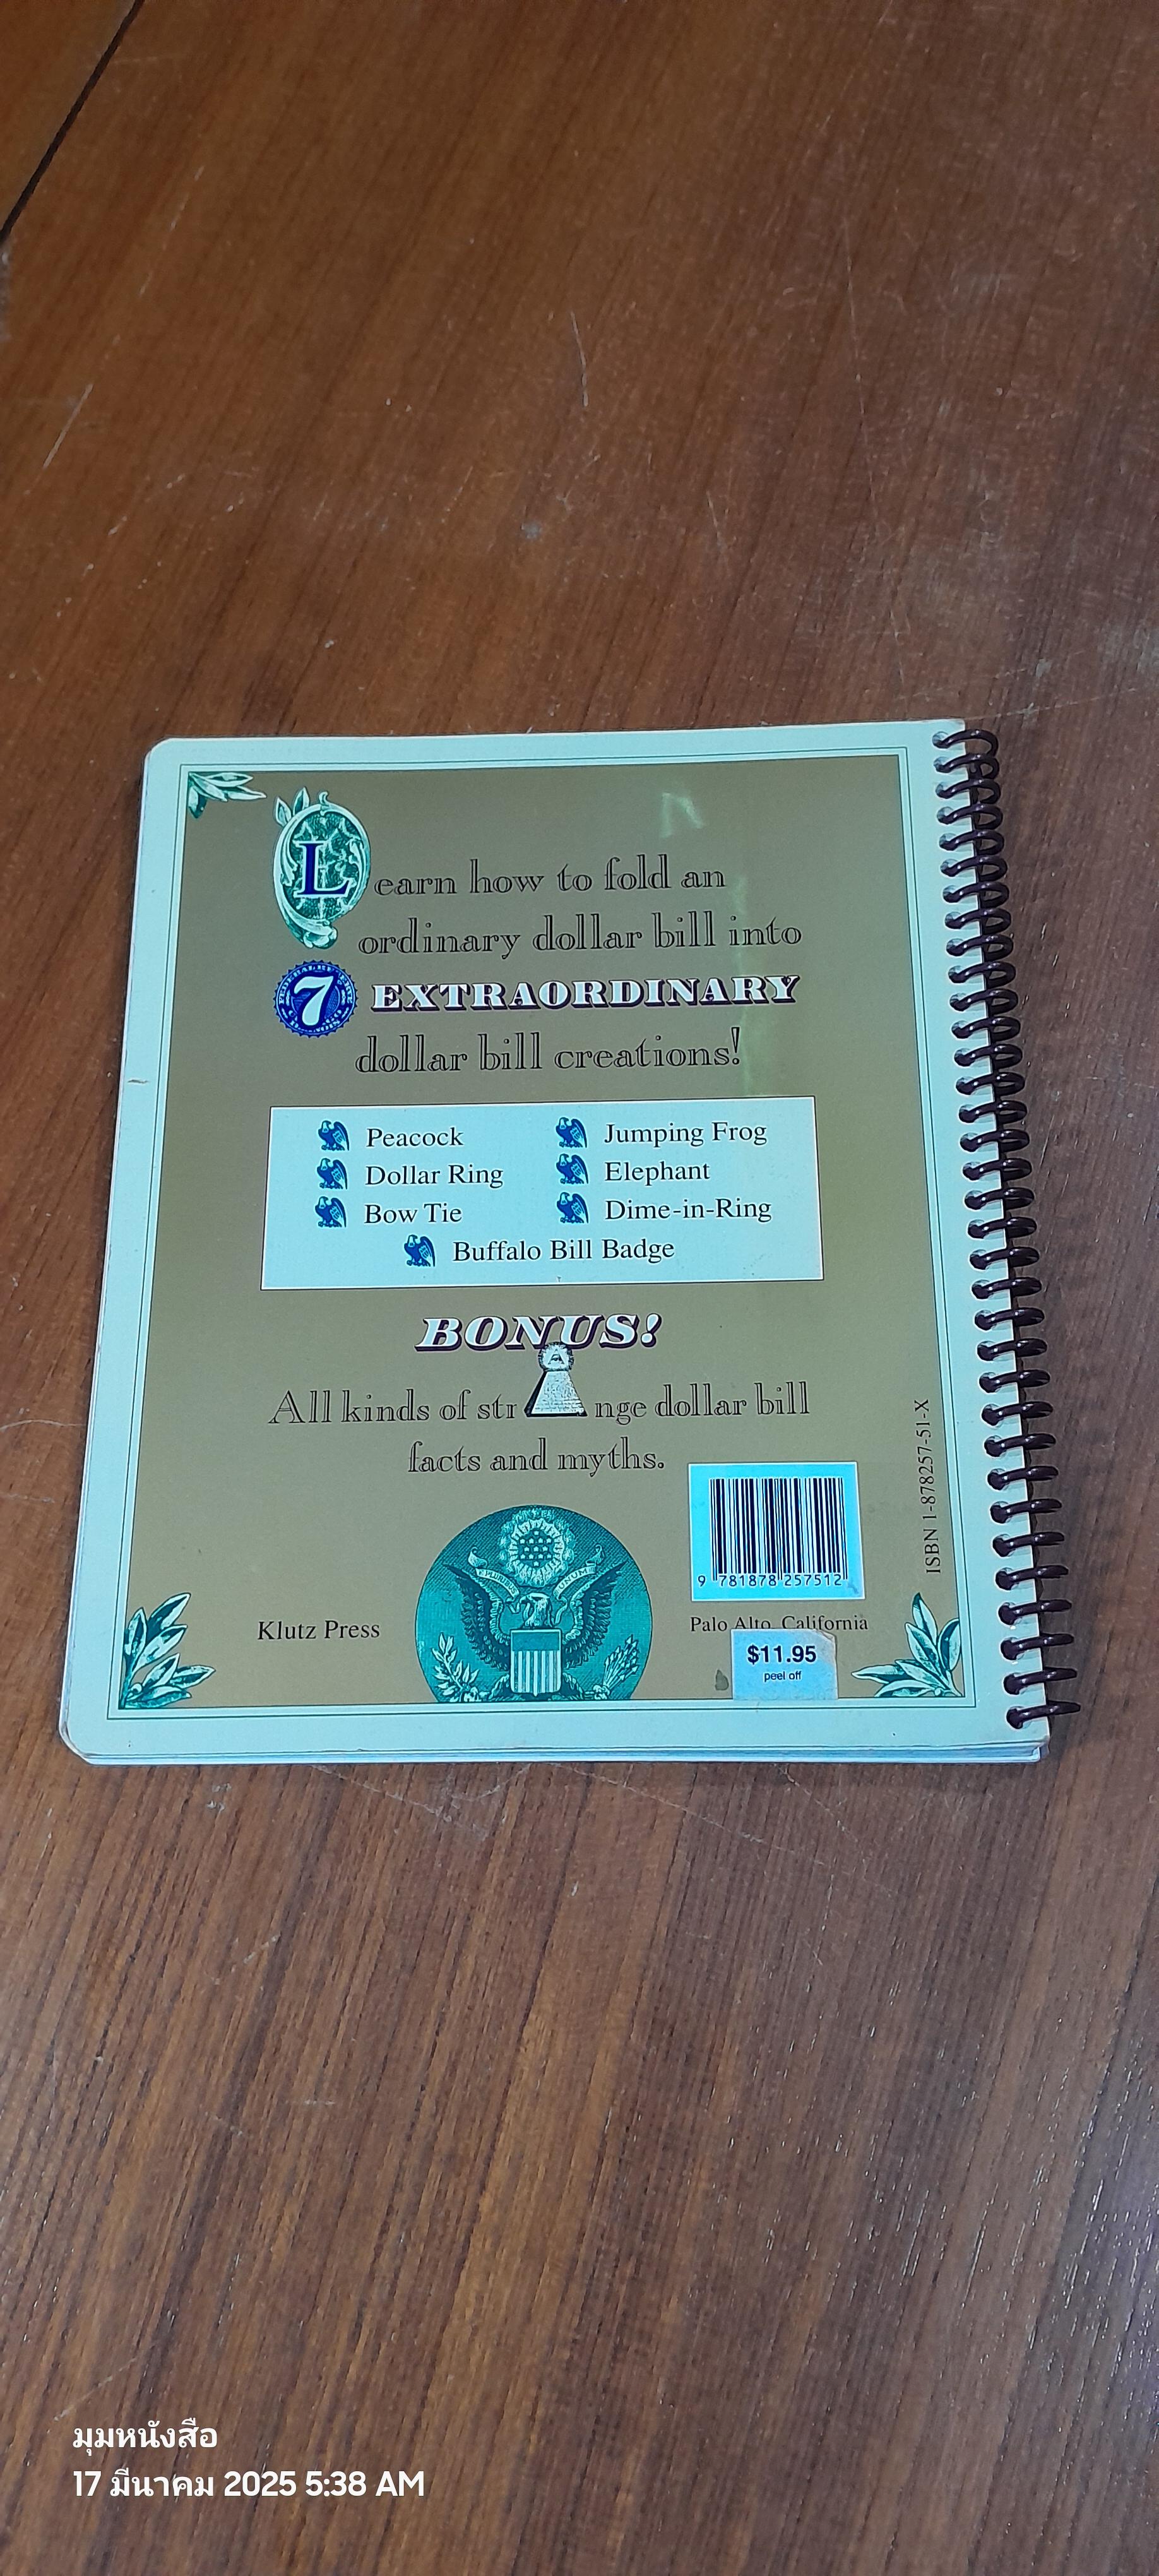 Learn how to fold an
ordinary dollar bill into
7 EXTRAORDINARY
dollar bill creations!
Peacock
Jumping Frog
Dollar Ring
Elephant
Bow Tie
Dime-in-Ring
Buffalo Bill Badge
BONUS!
All kinds of strange dollar bill
facts and myths.
ISBN 1-878257-51-X
9 781878 257512
Klutz Press
Palo Alto, California
$11.95
peel off
มุมหนังสือ
17 มีนาคม 2025 5:38 AM